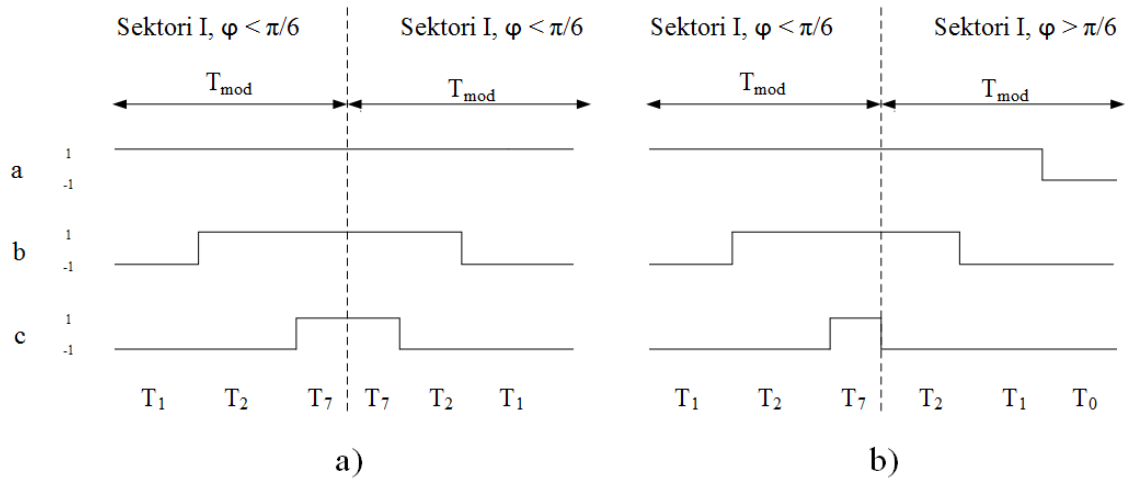 Sektori I, φ < π/6 Sektori I, φ < π/6 Sektori I, φ < π/6 Sektori I, φ > π/6
Tmod Tmod Tmod Tmod
a
1
-1
b
1
-1
c
1
-1
T1 T2 T7 T7 T2 T1 T1 T2 T7 T2 T1 T0
a) b)